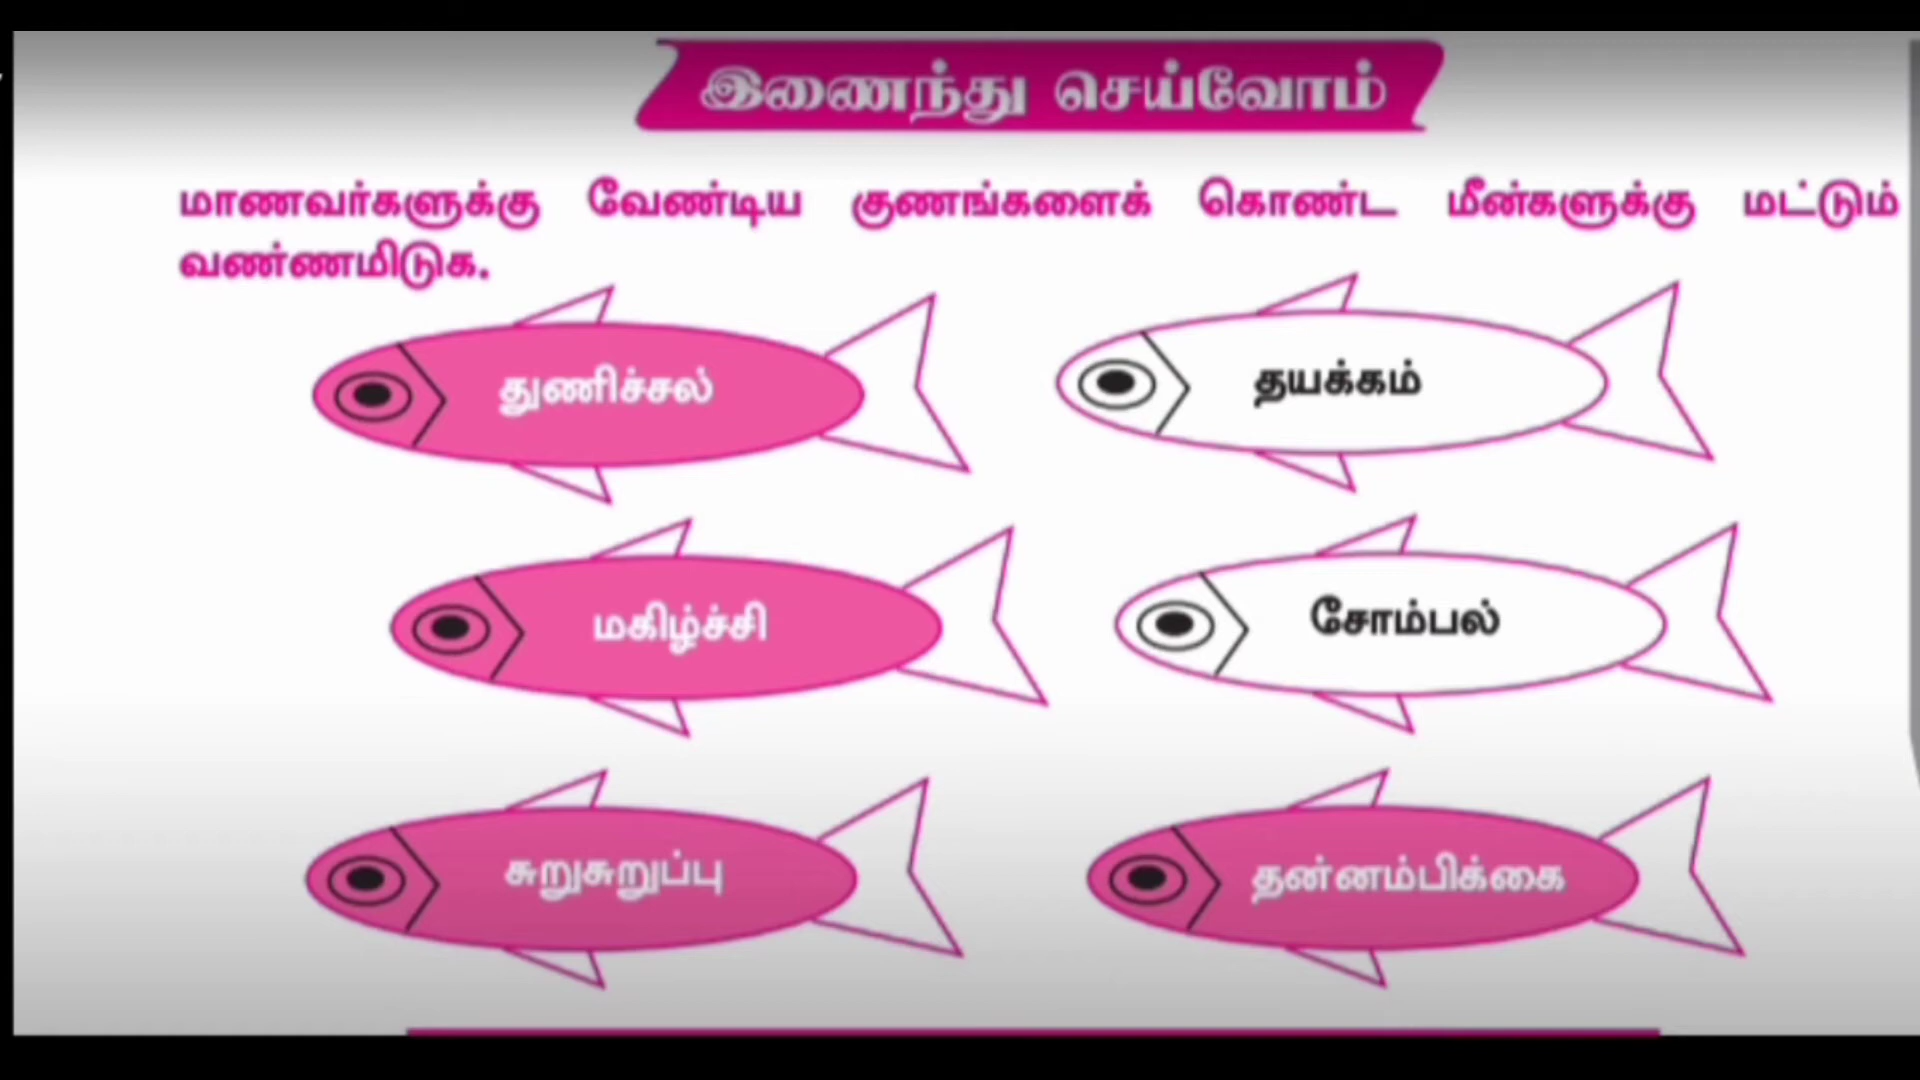 இணைந்து செய்வோம்
மாணவர்களுக்கு வேண்டிய குணங்களைக் கொண்ட மீன்களுக்கு மட்டும்
வண்ணமிடுக.
துணிச்சல்
தயக்கம்
மகிழ்ச்சி
சோம்பல்
சுறுசுறுப்பு
தன்னம்பிக்கை